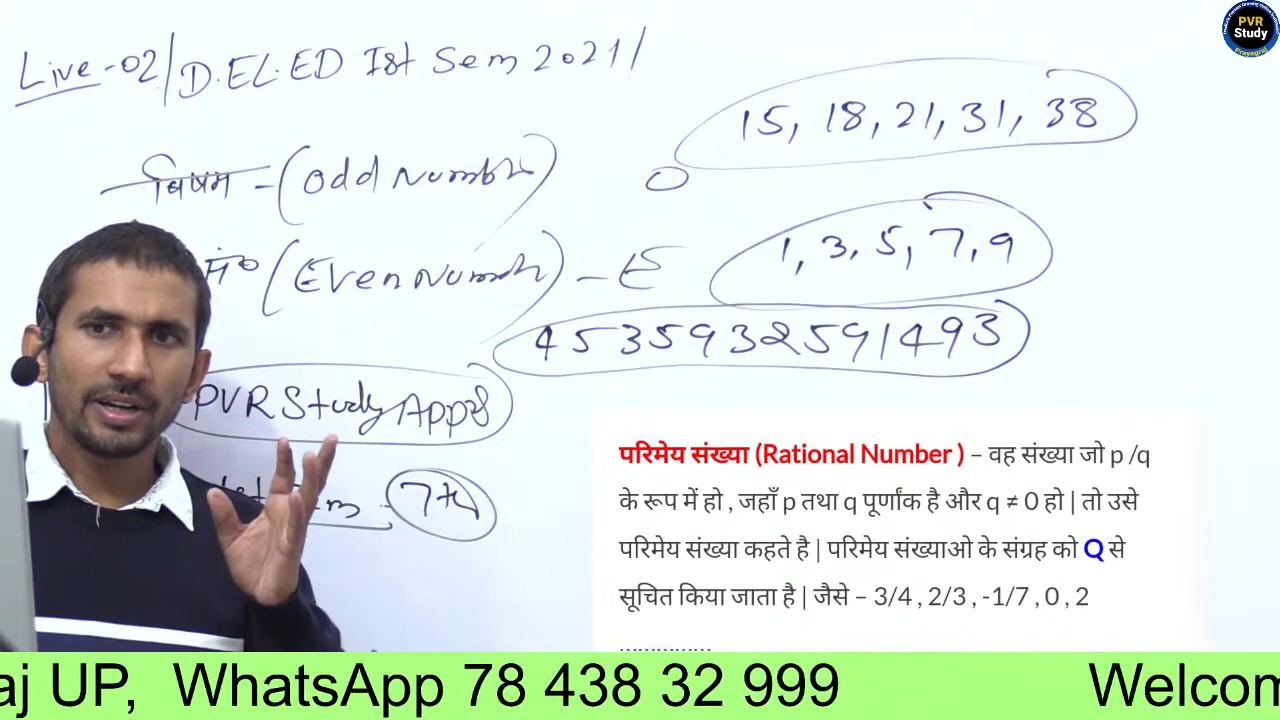 Live-02/D.EL.ED Ist Sem 2021/
PVR
Study
Prayagraj
15, 18, 21, 31, 38
विषम - (Odd Number)
O
1, 3, 5, 7, 9
(Even Number) - E
4535932591493
PVR Study Apps
7th
परिमेय संख्या (Rational Number ) – वह संख्या जो p /q
के रूप में हो , जहाँ p तथा q पूर्णांक है और q ≠ 0 हो | तो उसे
परिमेय संख्या कहते है | परिमेय संख्याओ के संग्रह को Q से
सूचित किया जाता है | जैसे – 3/4 , 2/3 , -1/7 , 0 , 2
..............
aj UP, WhatsApp 78 438 32 999 Welcom